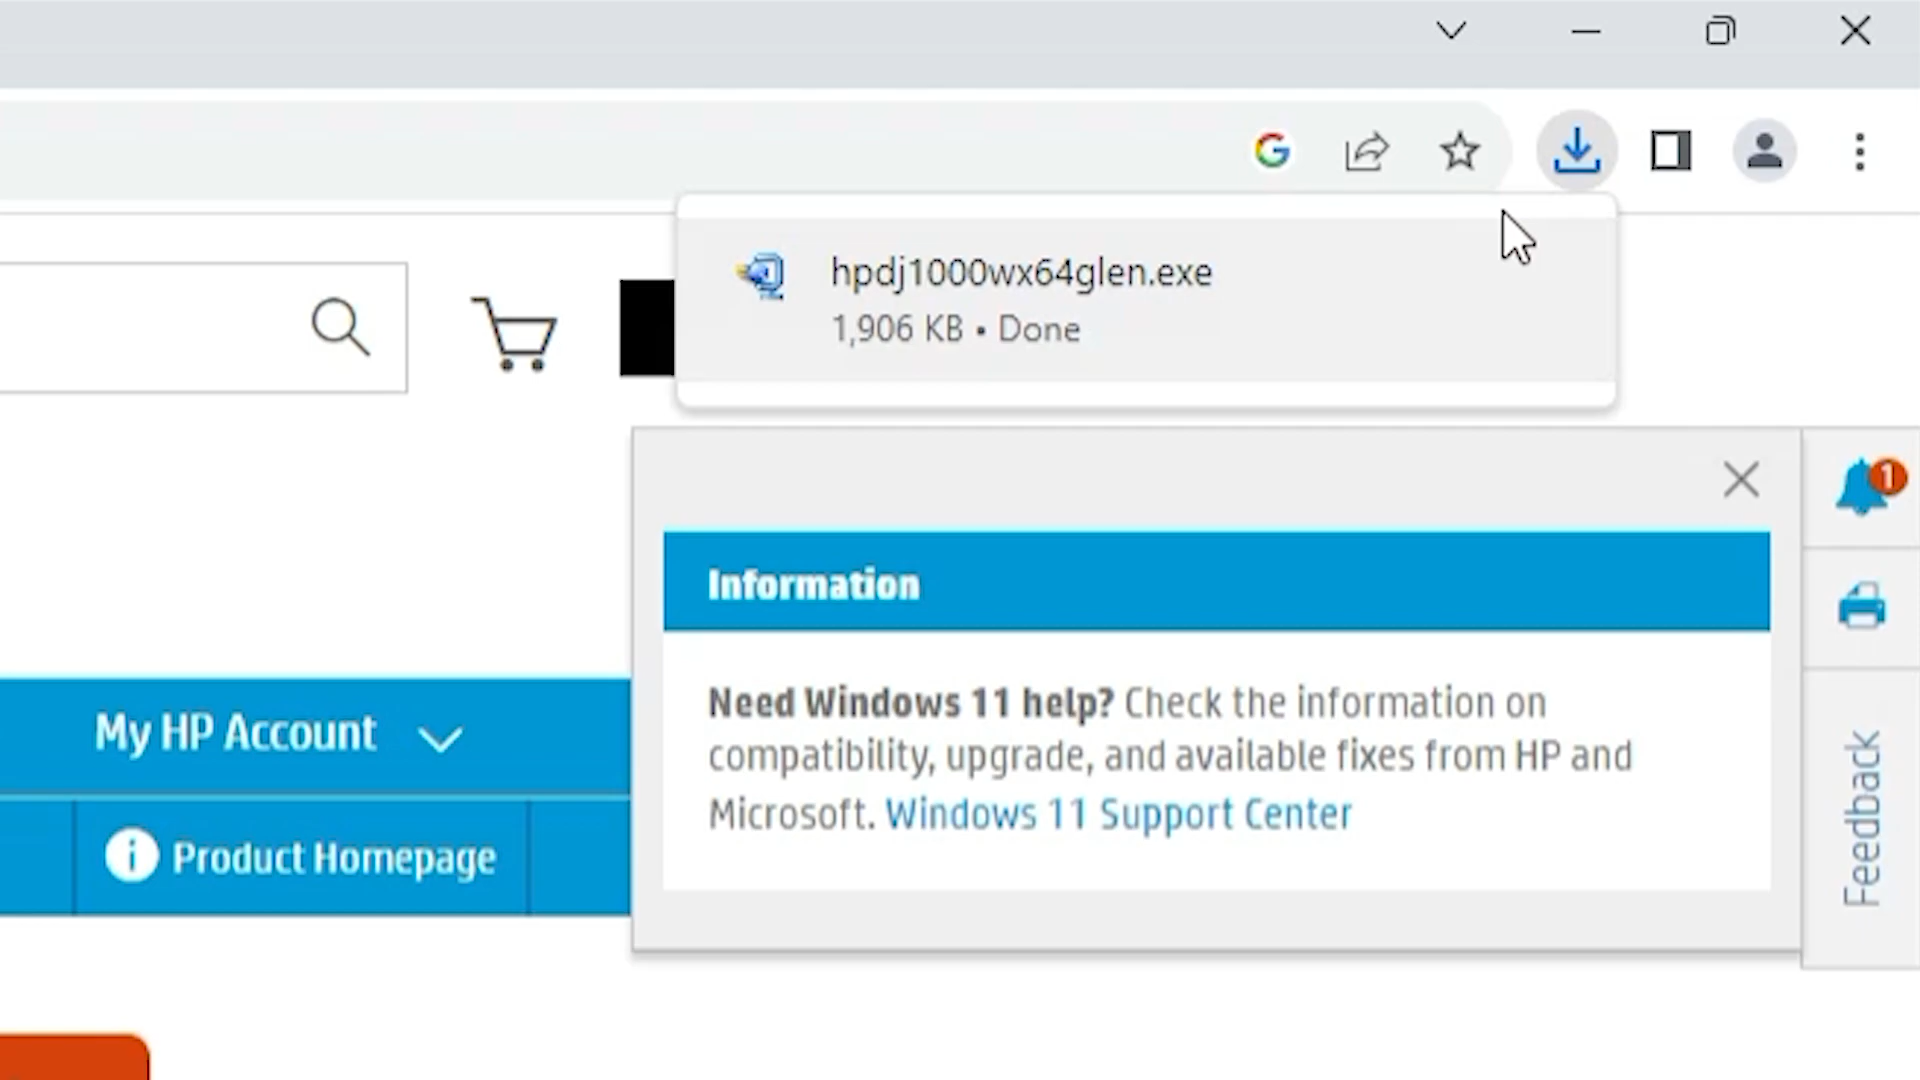 hpdj1000wx64glen.exe
1,906 KB • Done
1
Information
Need Windows 11 help? Check the information on
compatibility, upgrade, and available fixes from HP and
Microsoft. Windows 11 Support Center
My HP Account
Product Homepage
Feedback